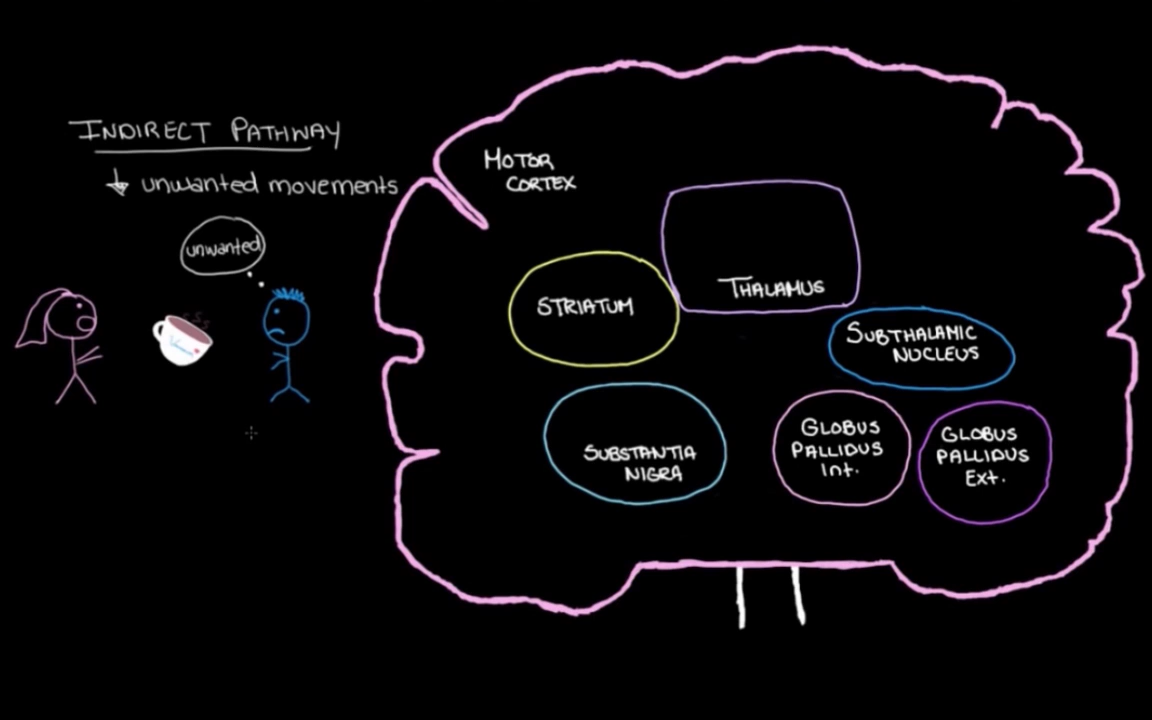 INDIRECT PATHWAY
↓ unwanted movements
unwanted
MOTOR
CORTEX
THALAMUS
STRIATUM
SUBTHALAMIC
NUCLEUS
SUBSTANTIA
NIGRA
GLOBUS
PALLIDUS
Int.
GLOBUS
PALLIDUS
Ext.